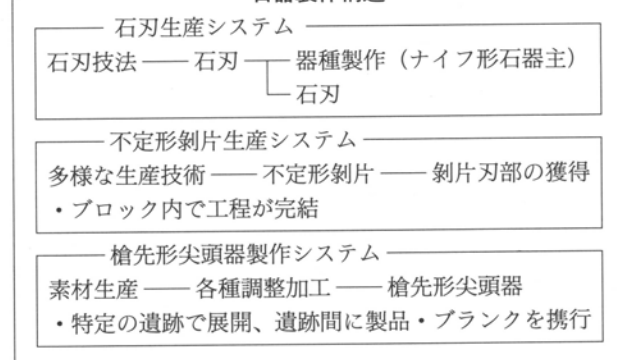 石刃生産システム
石刃技法 石刃 器種製作（ナイフ形石器主）
石刃
不定形剝片生産システム
多様な生産技術 不定形剝片 剝片刃部の獲得
・ブロック内で工程が完結
槍先形尖頭器製作システム
素材生産 各種調整加工 槍先形尖頭器
・特定の遺跡で展開、遺跡間に製品・ブランクを携行